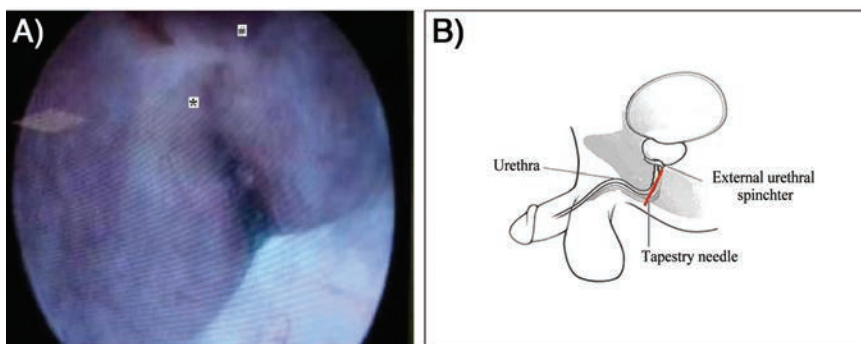 A)
#
*
B)
Urethra
External urethral
spinchter
Tapestry needle